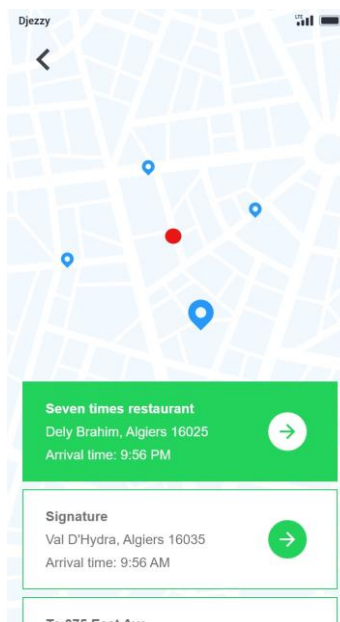 Djezzy
LTE
Seven times restaurant
Dely Brahim, Algiers 16025
Arrival time: 9:56 PM
Signature
Val D'Hydra, Algiers 16035
Arrival time: 9:56 AM